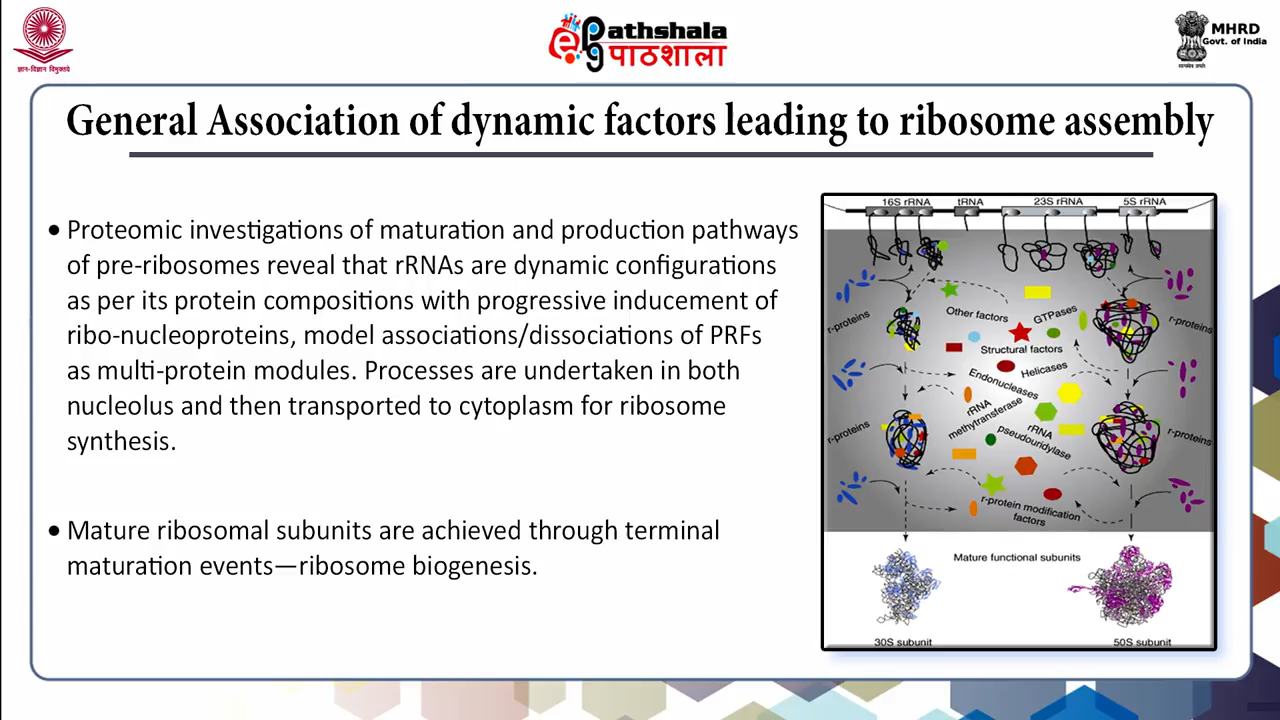 ज्ञान-विज्ञान विमुक्तये
ePG Pathshala
पाठशाला
MHRD
Govt. of India
General Association of dynamic factors leading to ribosome assembly
• Proteomic investigations of maturation and production pathways
of pre-ribosomes reveal that rRNAs are dynamic configurations
as per its protein compositions with progressive inducement of
ribo-nucleoproteins, model associations/dissociations of PRFs
as multi-protein modules. Processes are undertaken in both
nucleolus and then transported to cytoplasm for ribosome
synthesis.
• Mature ribosomal subunits are achieved through terminal
maturation events—ribosome biogenesis.
16S rRNA tRNA 23S rRNA 5S rRNA
r-proteins
Other factors
GTPases
r-proteins
Structural factors
Helicases
Endonucleases
rRNA
methytransferase
rRNA
pseudouridylase
r-proteins
r-proteins
r-protein modification
factors
Mature functional subunits
30S subunit
50S subunit